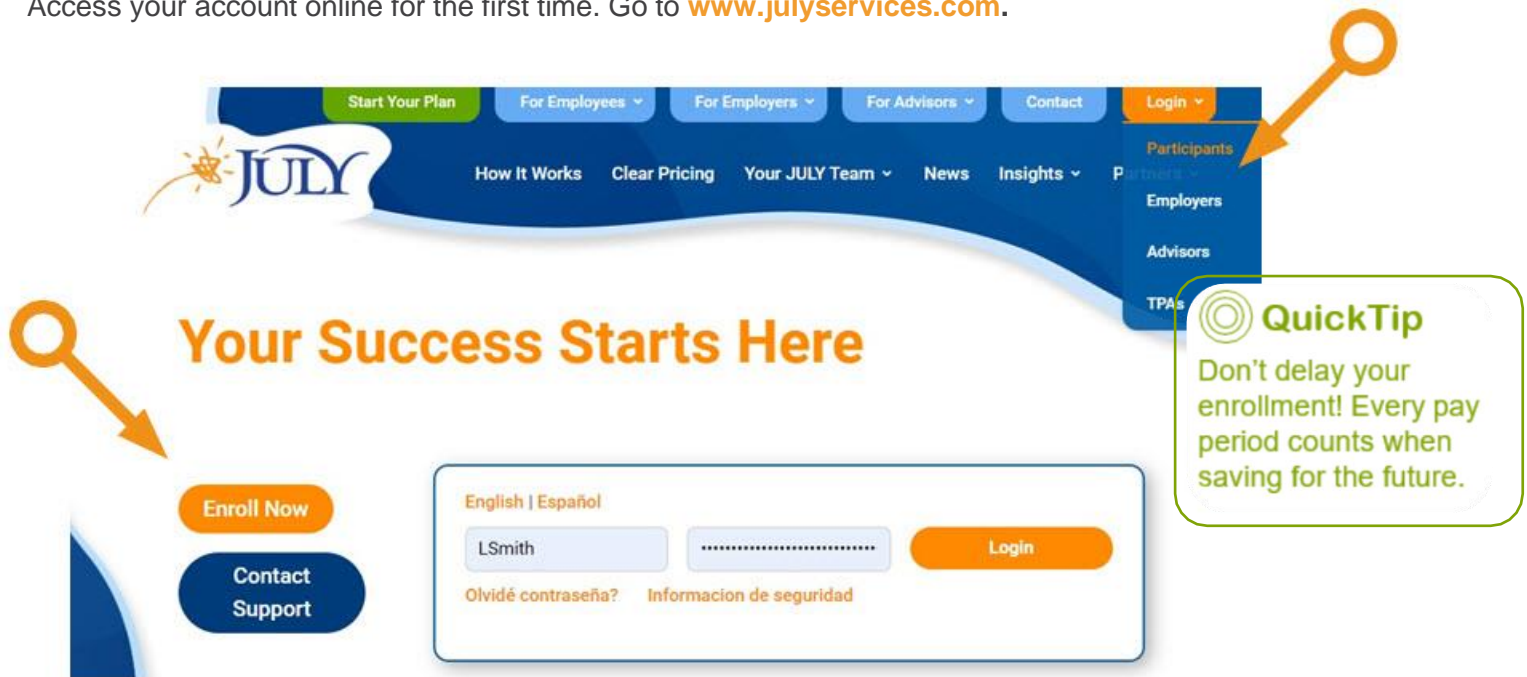 Access your account online for the first time. Go to www.julyservices.com.
Start Your Plan
For Employees
For Employers
For Advisors
Contact
Login
JULY
How It Works
Clear Pricing
Your JULY Team
News
Insights
Partners
Participants
Employers
Advisors
TPAs
QuickTip
Don't delay your
enrollment! Every pay
period counts when
saving for the future.
Your Success Starts Here
Enroll Now
Contact
Support
English | Español
LSmith
Login
Olvidé contraseña?
Informacion de seguridad